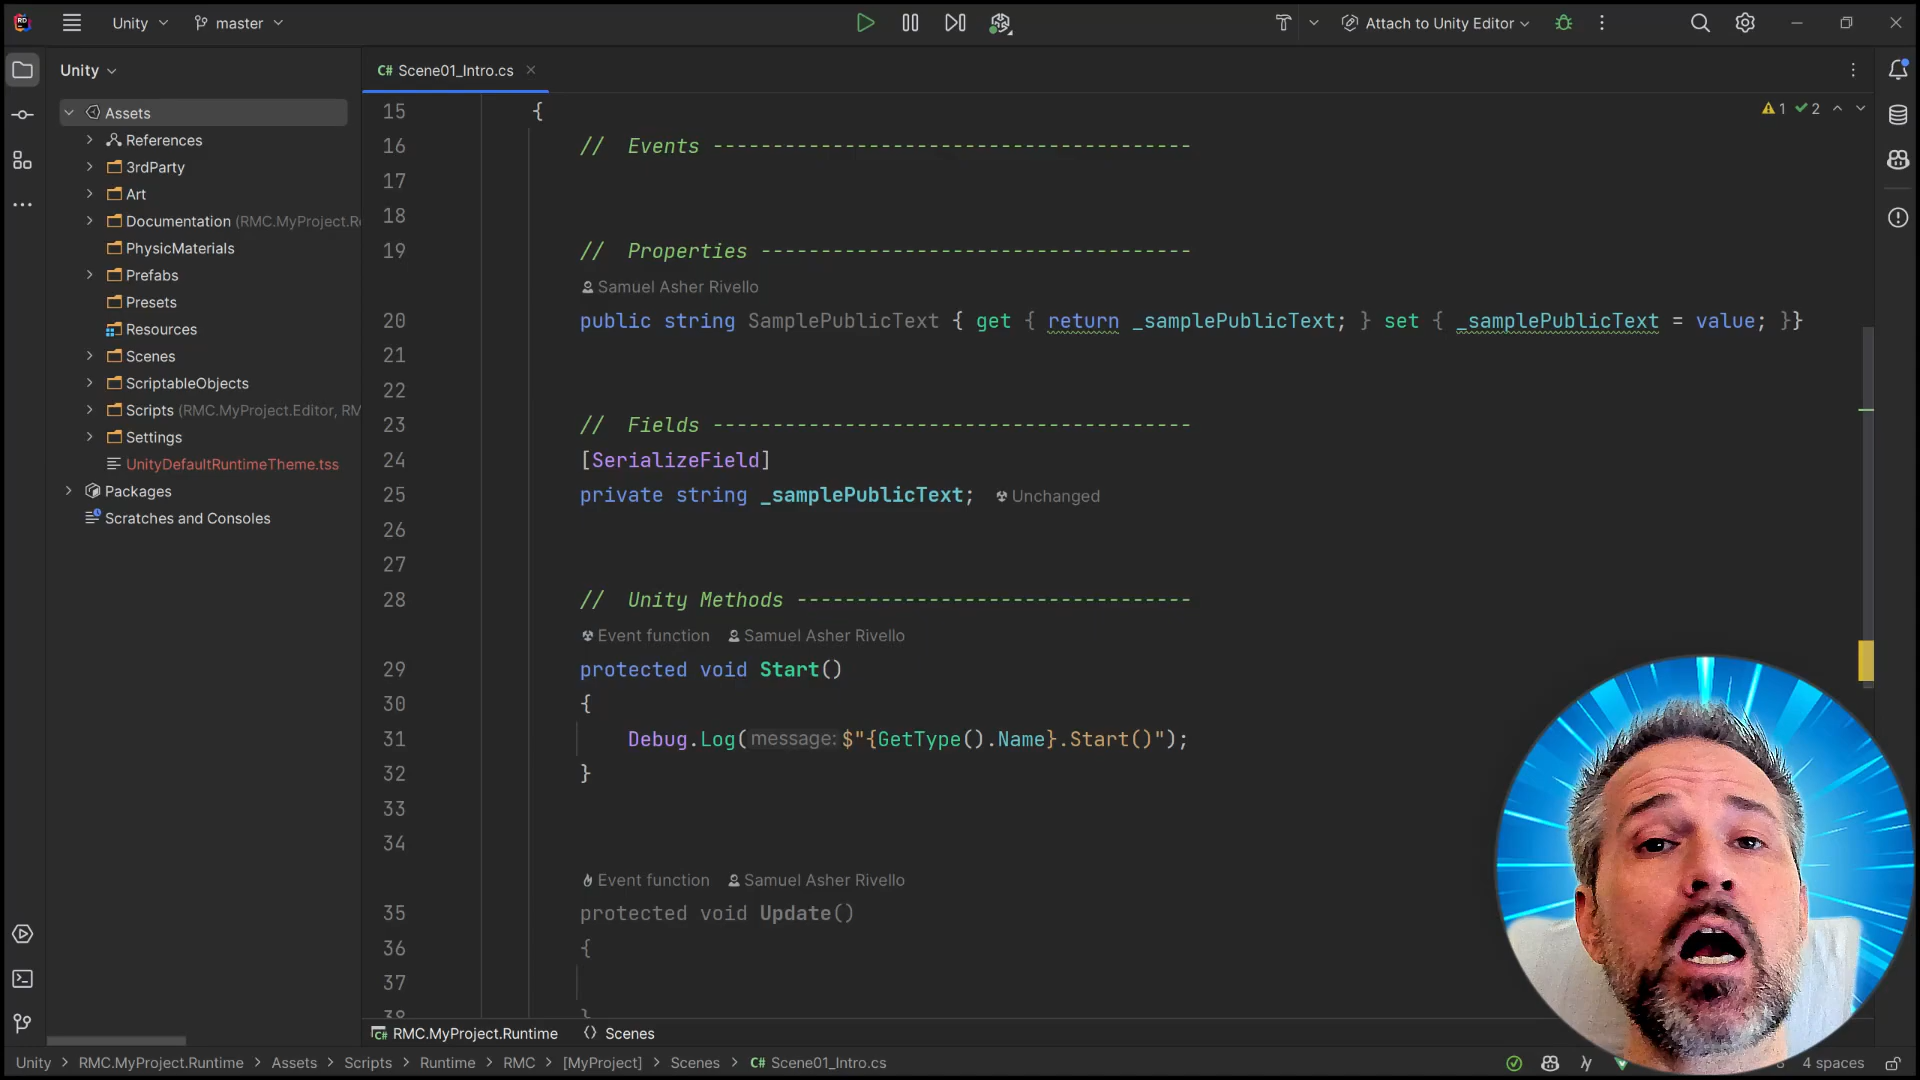 Unity
master
Attach to Unity Editor
Unity
C# Scene01_Intro.cs
Assets
References
3rdParty
Art
Documentation (RMC.MyProject.R
PhysicMaterials
Prefabs
Presets
Resources
Scenes
ScriptableObjects
Scripts (RMC.MyProject.Editor, RM
Settings
UnityDefaultRuntimeTheme.tss
Packages
Scratches and Consoles
1 2
15 {
16 // Events ----------------------------------------
17
18
19 // Properties ------------------------------------
Samuel Asher Rivello
20 public string SamplePublicText { get { return _samplePublicText; } set { _samplePublicText = value; }}
21
22
23 // Fields ----------------------------------------
24 [SerializeField]
25 private string _samplePublicText; Unchanged
26
27
28 // Unity Methods ---------------------------------
Event function Samuel Asher Rivello
29 protected void Start()
30 {
31 Debug.Log(message: $"{GetType().Name}.Start()");
32 }
33
34
Event function Samuel Asher Rivello
35 protected void Update()
36 {
37
38 }
C# RMC.MyProject.Runtime Scenes
Unity > RMC.MyProject.Runtime > Assets > Scripts > Runtime > RMC > [MyProject] > Scenes > C# Scene01_Intro.cs
4 spaces